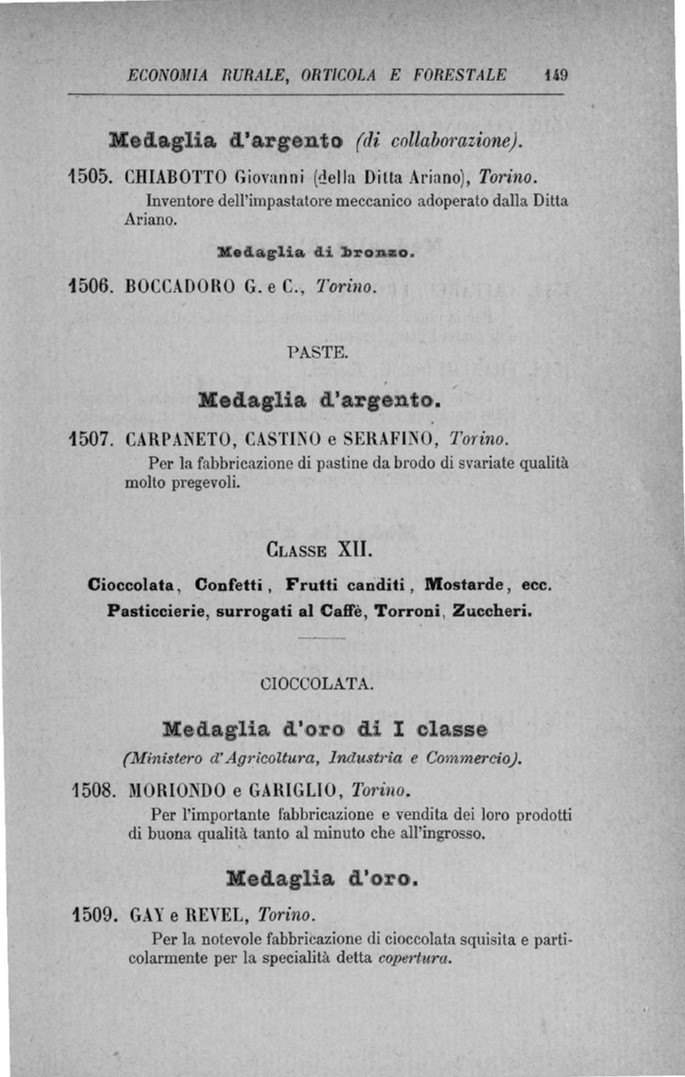 ECONOMIA RURALE, ORTICOLA E FORESTALE 149
Medaglia d'argento (di collaborazione).
1505. CHIABOTTO Giovanni (della Ditta Ariano), Torino.
Inventore dell'impastatore meccanico adoperato dalla Ditta
Ariano.
Medaglia di bronzo.
1506. BOCCADORO G. e C., Torino.
PASTE.
Medaglia d'argento.
1507. CARPANETO, CASTINO e SERAFINO, Torino.
Per la fabbricazione di pastine da brodo di svariate qualità
molto pregevoli.
CLASSE XII.
Cioccolata, Confetti, Frutti canditi, Mostarde, ecc.
Pasticcierie, surrogati al Caffè, Torroni, Zuccheri.
CIOCCOLATA.
Medaglia d'oro di I classe
(Ministero d'Agricoltura, Industria e Commercio).
1508. MORIONDO e GARIGLIO, Torino.
Per l'importante fabbricazione e vendita dei loro prodotti
di buona qualità tanto al minuto che all'ingrosso.
Medaglia d'oro.
1509. GAY e REVEL, Torino.
Per la notevole fabbricazione di cioccolata squisita e parti-
colarmente per la specialità detta copertura.